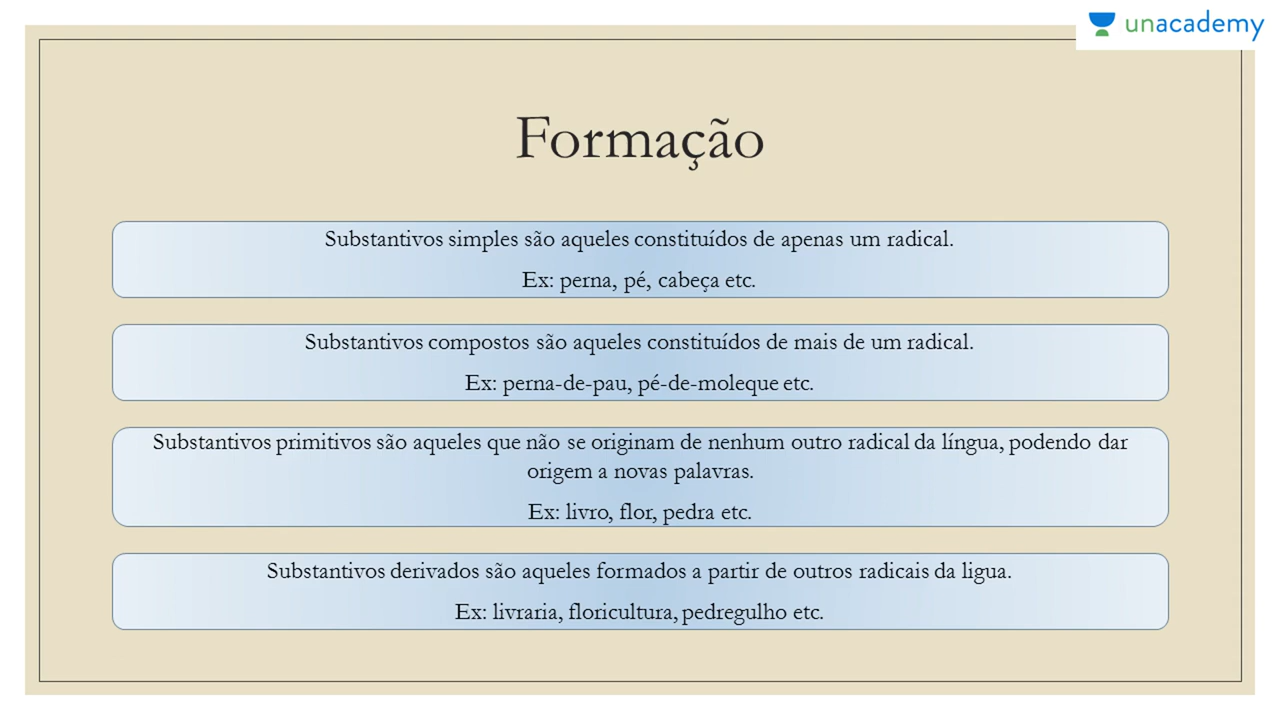 unacademy
Formação
Substantivos simples são aqueles constituídos de apenas um radical.
Ex: perna, pé, cabeça etc.
Substantivos compostos são aqueles constituídos de mais de um radical.
Ex: perna-de-pau, pé-de-moleque etc.
Substantivos primitivos são aqueles que não se originam de nenhum outro radical da língua, podendo dar
origem a novas palavras.
Ex: livro, flor, pedra etc.
Substantivos derivados são aqueles formados a partir de outros radicais da ligua.
Ex: livraria, floricultura, pedregulho etc.